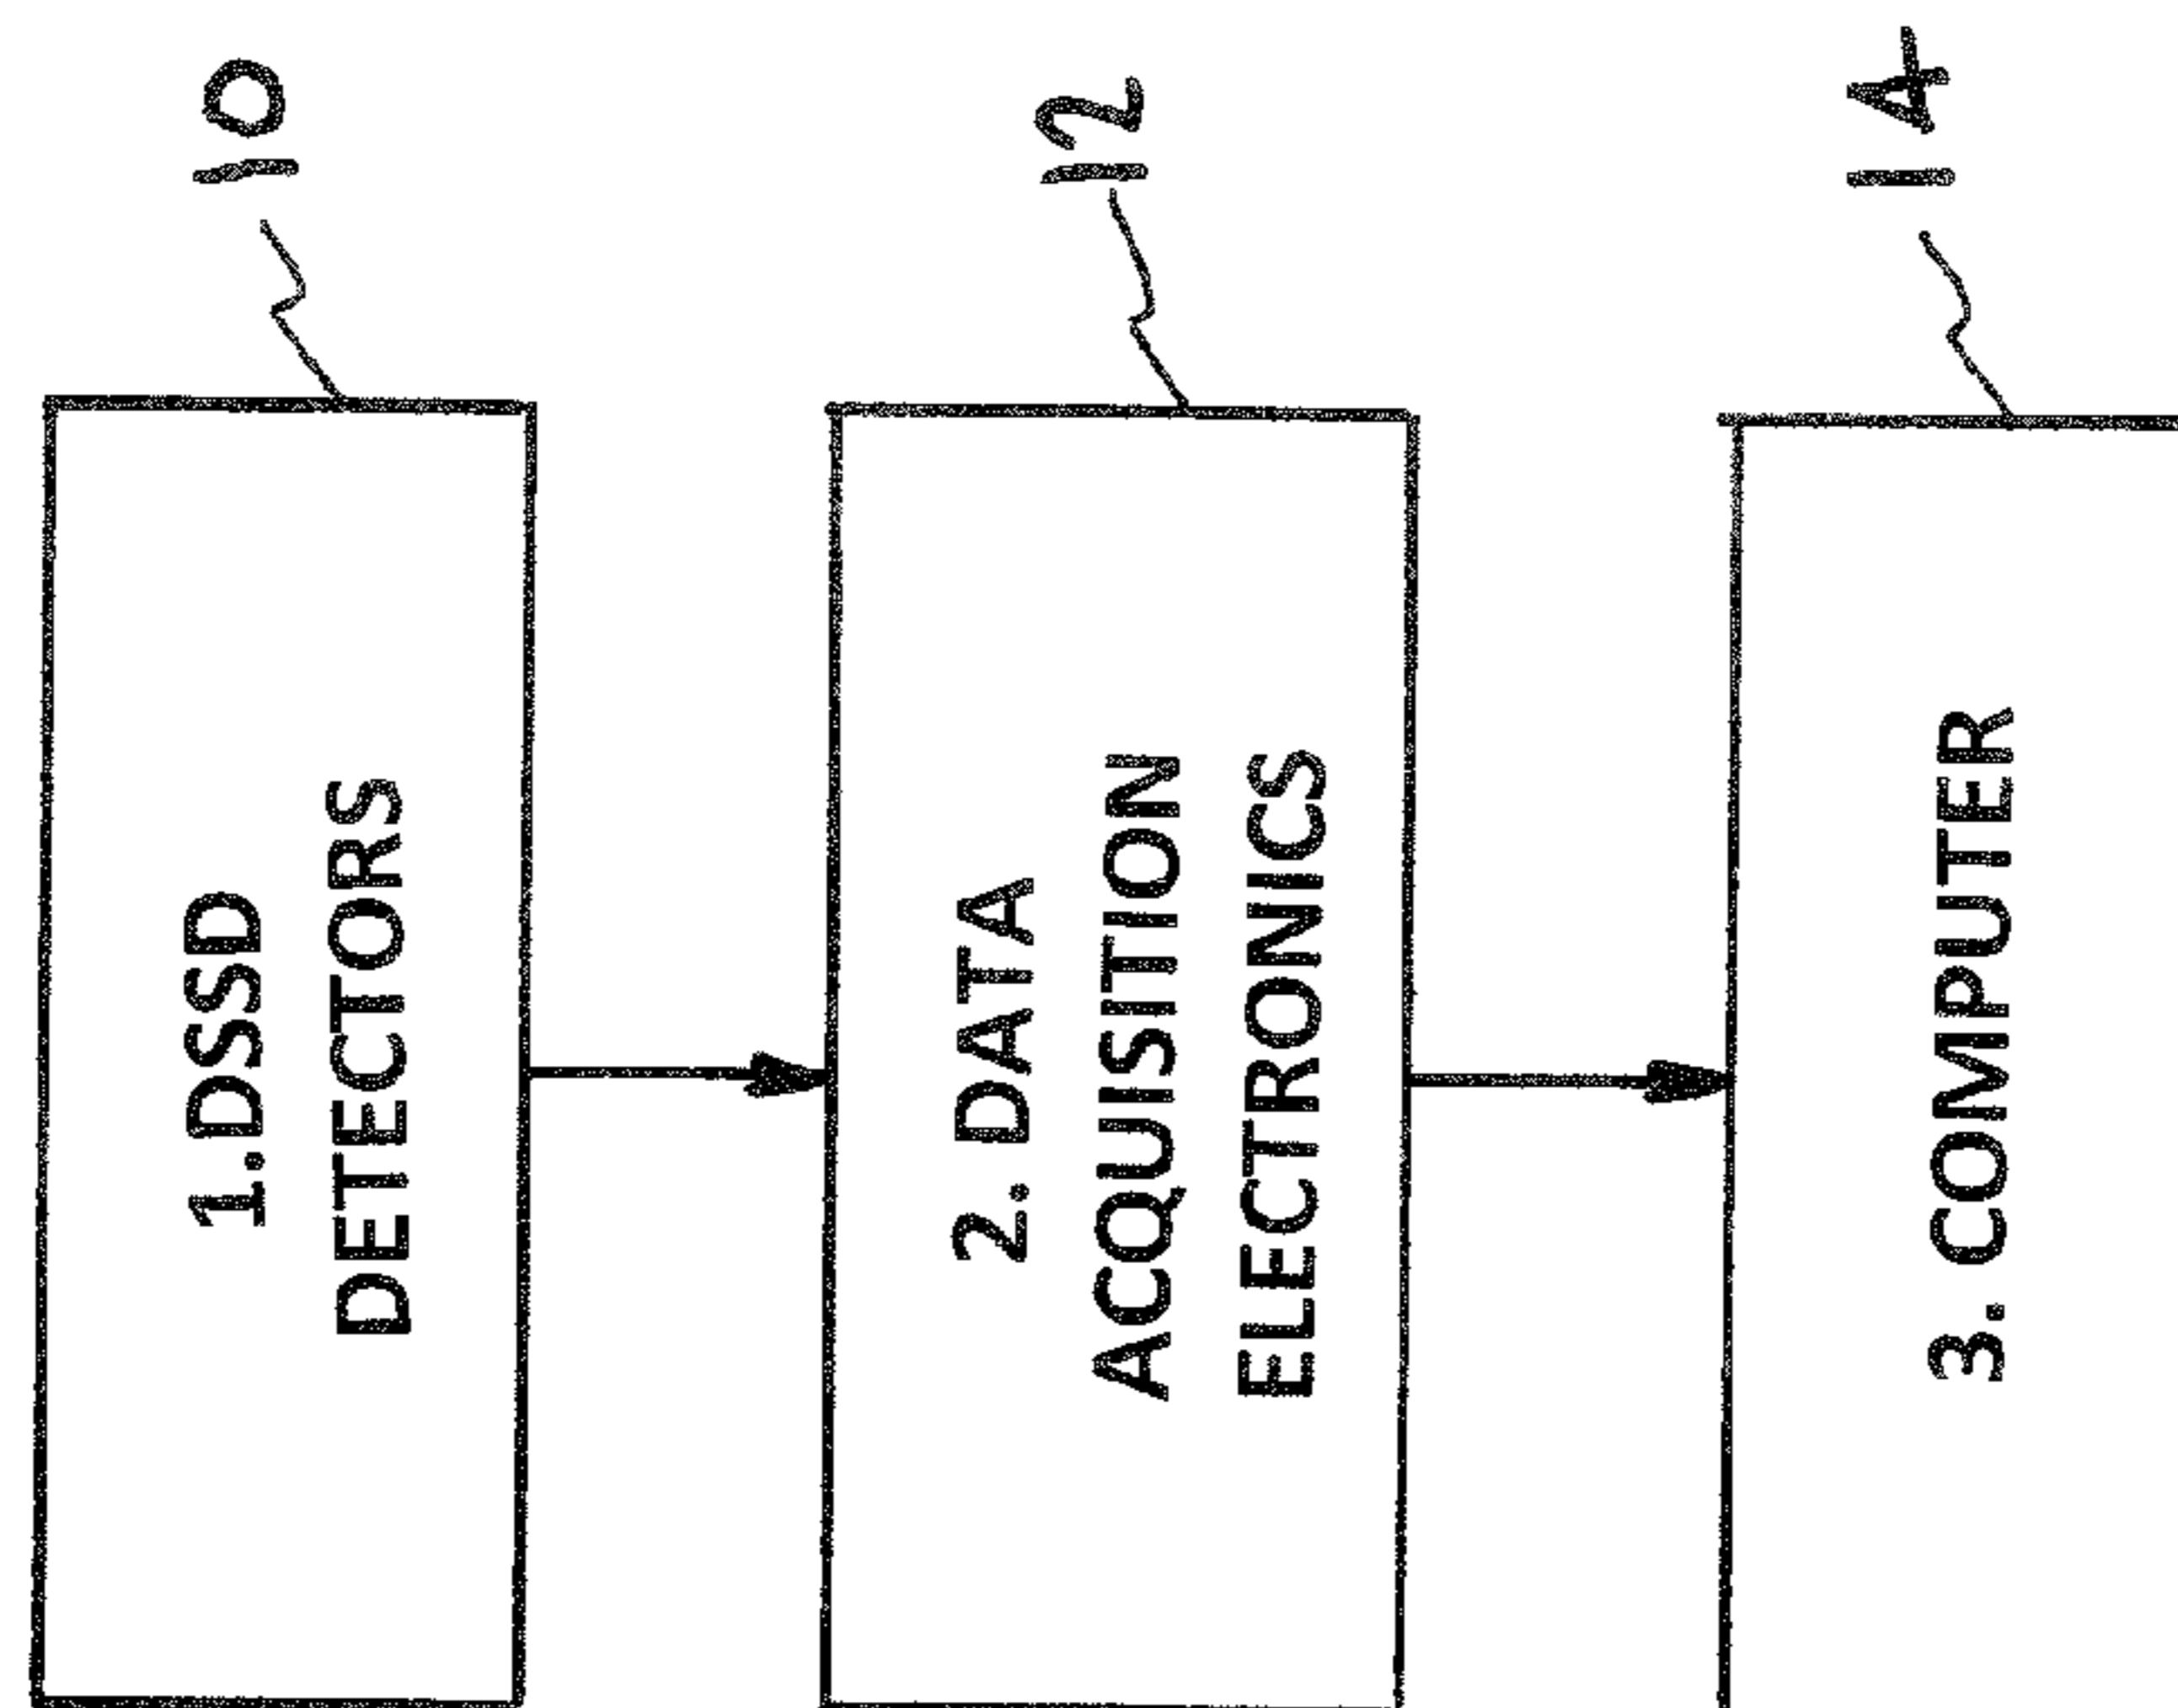 1.DSSD
DETECTORS
10
2. DATA
ACQUISITION
ELECTRONICS
12
3. COMPUTER
14